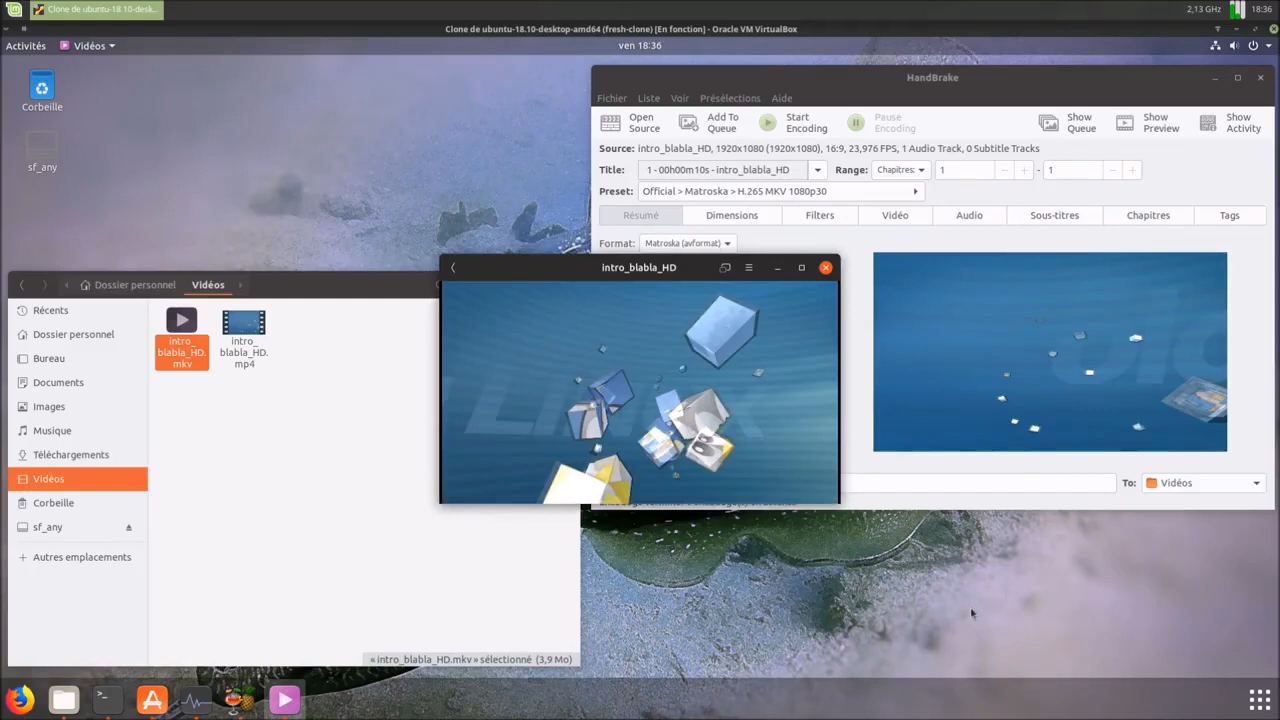 Clone de ubuntu-18.10-desk...
2,13 GHz
18:36
Clone de ubuntu-18.10-desktop-amd64 (fresh-clone) [En fonction] - Oracle VM VirtualBox
Activités
Vidéos
ven 18:36
Corbeille
sf_any
HandBrake
Fichier Liste Voir Présélections Aide
Open Source
Add To Queue
Start Encoding
Pause Encoding
Show Queue
Show Preview
Show Activity
Source: intro_blabla_HD, 1920x1080 (1920x1080), 16:9, 23,976 FPS, 1 Audio Track, 0 Subtitle Tracks
Title: 1 - 00h00m10s - intro_blabla_HD Range: Chapitres: 1 - 1
Preset: Official > Matroska > H.265 MKV 1080p30
Résumé Dimensions Filters Vidéo Audio Sous-titres Chapitres Tags
Format: Matroska (avformat)
To: Vidéos
intro_blabla_HD
LINUX
Dossier personnel Vidéos
Récents
Dossier personnel
Bureau
Documents
Images
Musique
Téléchargements
Vidéos
Corbeille
sf_any
Autres emplacements
intro_
blabla_HD.
mkv
intro_
blabla_HD.
mp4
« intro_blabla_HD.mkv » sélectionné (3,9 Mo)